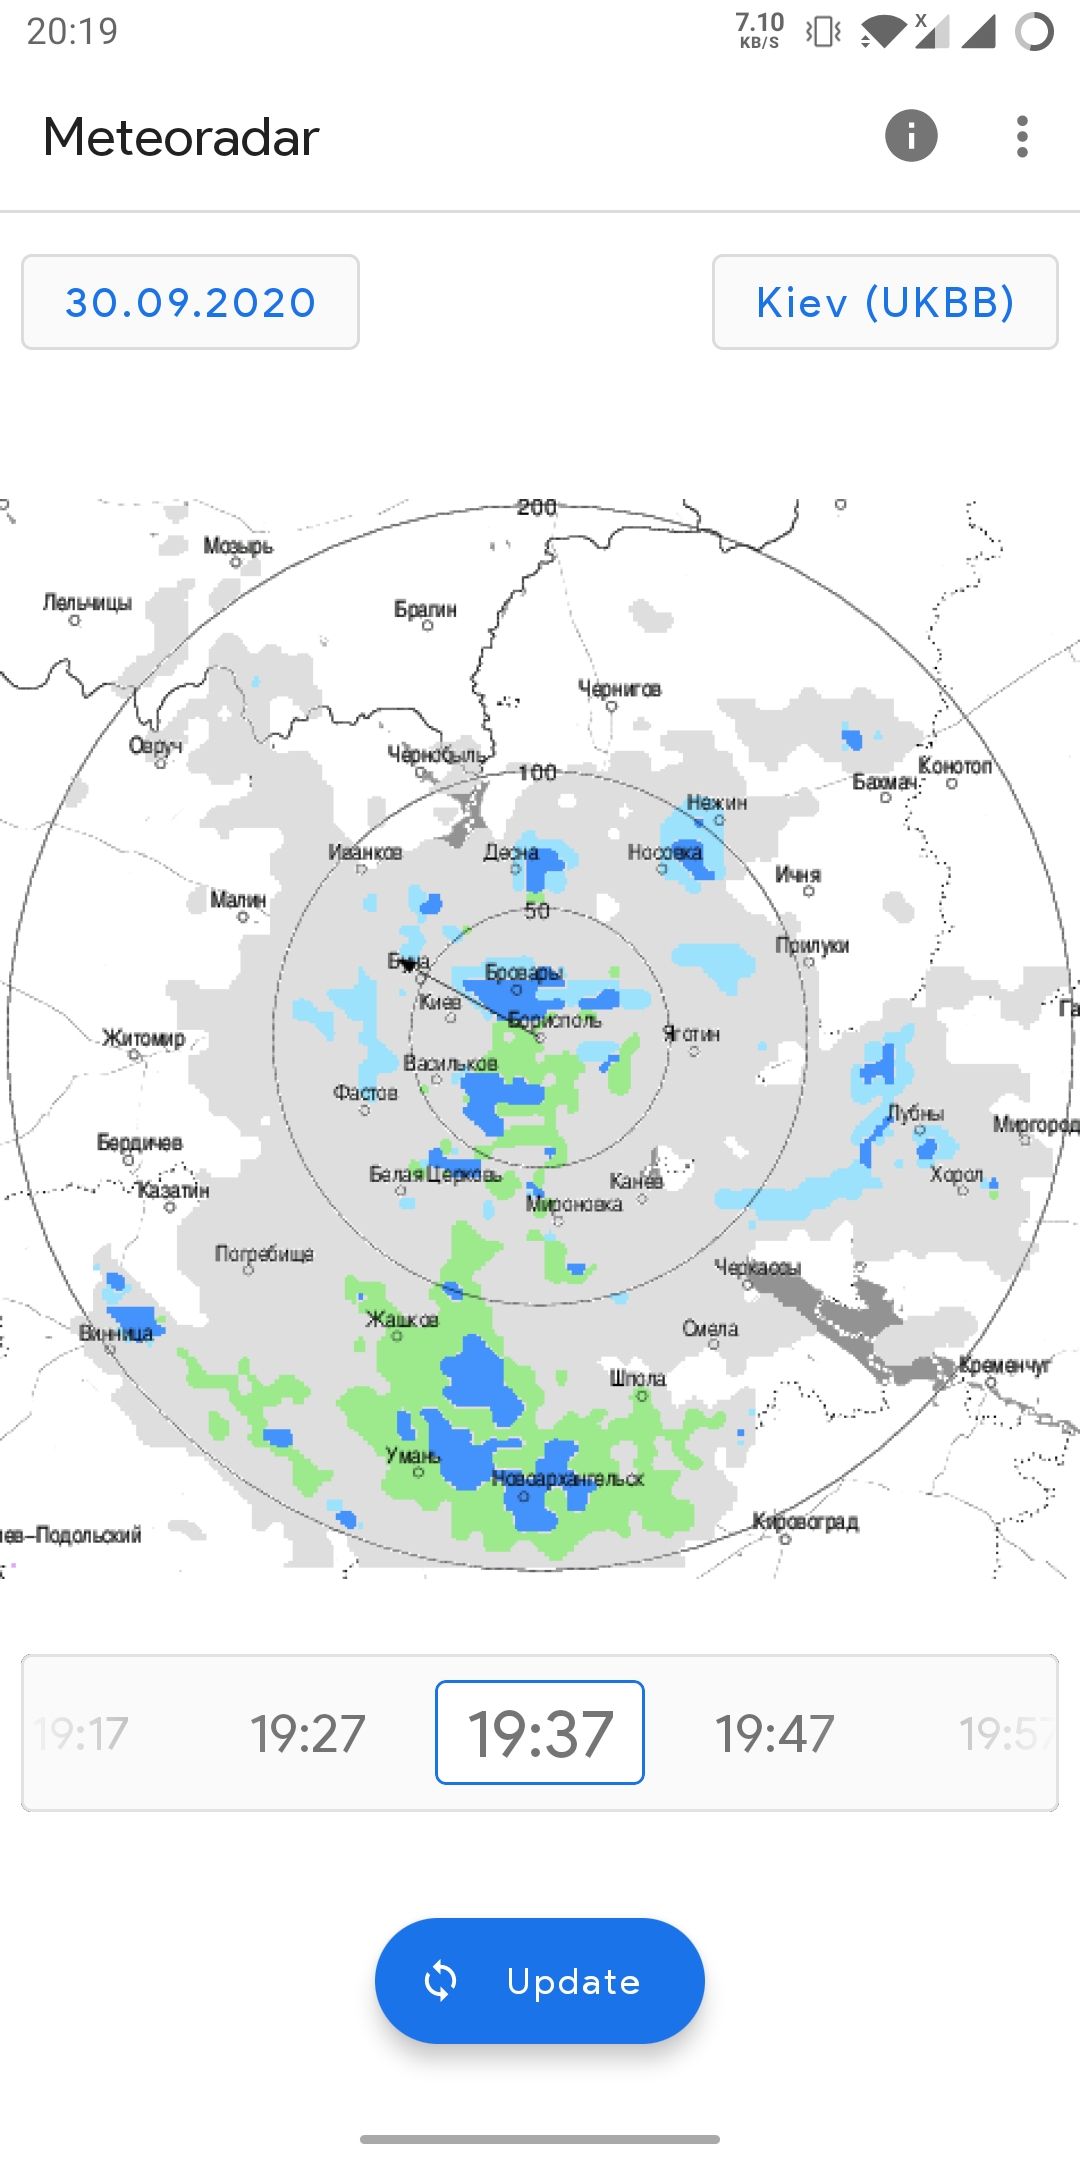 20:19
7.10
KB/S
X
Meteoradar
30.09.2020
Kiev (UKBB)
200
Мозырь
Лельчицы
Брагин
Чернигов
Овруч
Чернобыль
100
Конотоп
Бахмач
Нежин
Иванков
Десна
Носовка
Ичня
Малин
50
Прилуки
Буча
Бровары
Киев
Га
Борисполь
Яготин
Житомир
Васильков
Фастов
Лубны
Миргород
Бердичев
Белая Церковь
Канев
Хорол
Казатин
Мироновка
Погребище
Черкассы
Жашков
Смела
Винница
Кременчуг
Шпола
Умань
Новоархангельск
Кировоград
ев-Подольский
19:17
19:27
19:37
19:47
19:57
Update